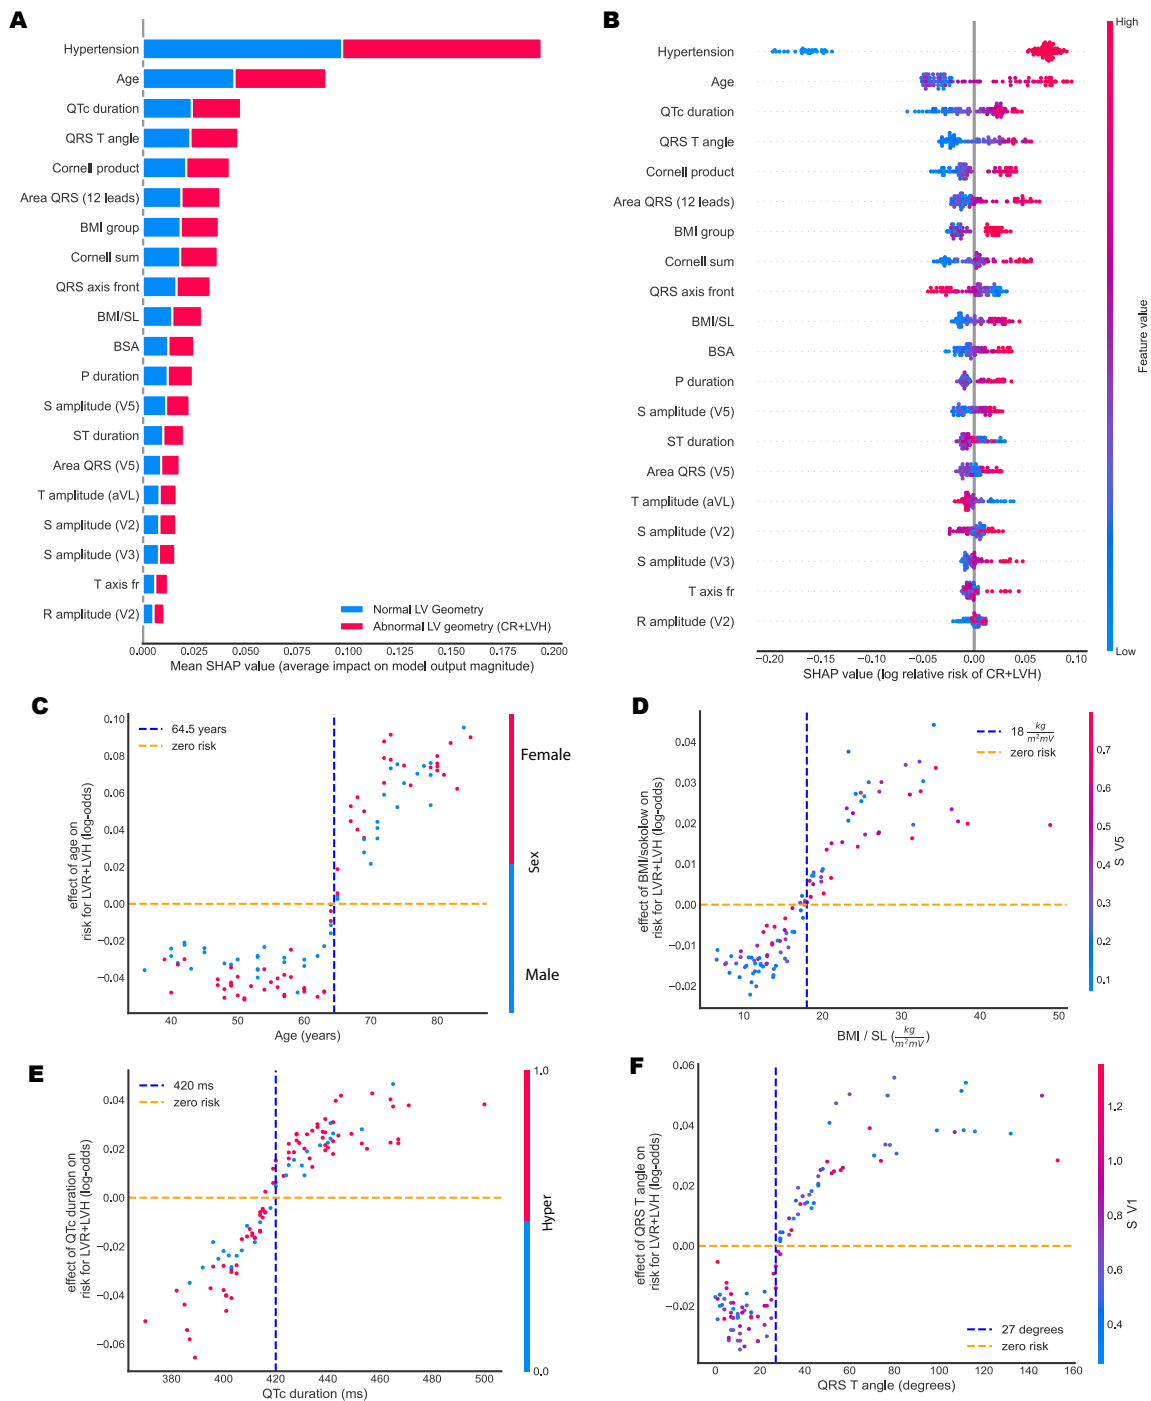 A
Hypertension
Age
QTc duration
QRS T angle
Cornell product
Area QRS (12 leads)
BMI group
Cornell sum
QRS axis front
BMI/SL
BSA
P duration
S amplitude (V5)
ST duration
Area QRS (V5)
T amplitude (aVL)
S amplitude (V2)
S amplitude (V3)
T axis fr
R amplitude (V2)
Normal LV Geometry
Abnormal LV geometry (CR+LVH)
0.000 0.025 0.050 0.075 0.100 0.125 0.150 0.175 0.200
Mean SHAP value (average impact on model output magnitude)
B
Hypertension
Age
QTc duration
QRS T angle
Cornell product
Area QRS (12 leads)
BMI group
Cornell sum
QRS axis front
BMI/SL
BSA
P duration
S amplitude (V5)
ST duration
Area QRS (V5)
T amplitude (aVL)
S amplitude (V2)
S amplitude (V3)
T axis fr
R amplitude (V2)
−0.20 −0.15 −0.10 −0.05 0.00 0.05 0.10
SHAP value (log relative risk of CR+LVH)
High
Feature value
Low
C
64.5 years
zero risk
0.10
0.08
0.06
0.04
0.02
0.00
−0.02
−0.04
effect of age on
risk for LVR+LVH (log-odds)
40 50 60 70 80
Age (years)
Female
Sex
Male
D
18 kg/m²mV
zero risk
0.04
0.03
0.02
0.01
0.00
−0.01
−0.02
effect of BMI/sokolow on
risk for LVR+LVH (log-odds)
10 20 30 40 50
BMI / SL (kg/m²mV)
0.7
0.6
0.5
0.4
0.3
0.2
0.1
S V5
E
420 ms
zero risk
0.04
0.02
0.00
−0.02
−0.04
−0.06
effect of QTc duration on
risk for LVR+LVH (log-odds)
380 400 420 440 460 480 500
QTc duration (ms)
1.0
Hyper
0.0
F
0.06
0.04
0.02
0.00
−0.02
effect of QRS T angle on
risk for LVR+LVH (log-odds)
27 degrees
zero risk
0 20 40 60 80 100 120 140 160
QRS T angle (degrees)
1.2
1.0
0.8
0.6
0.4
S V1